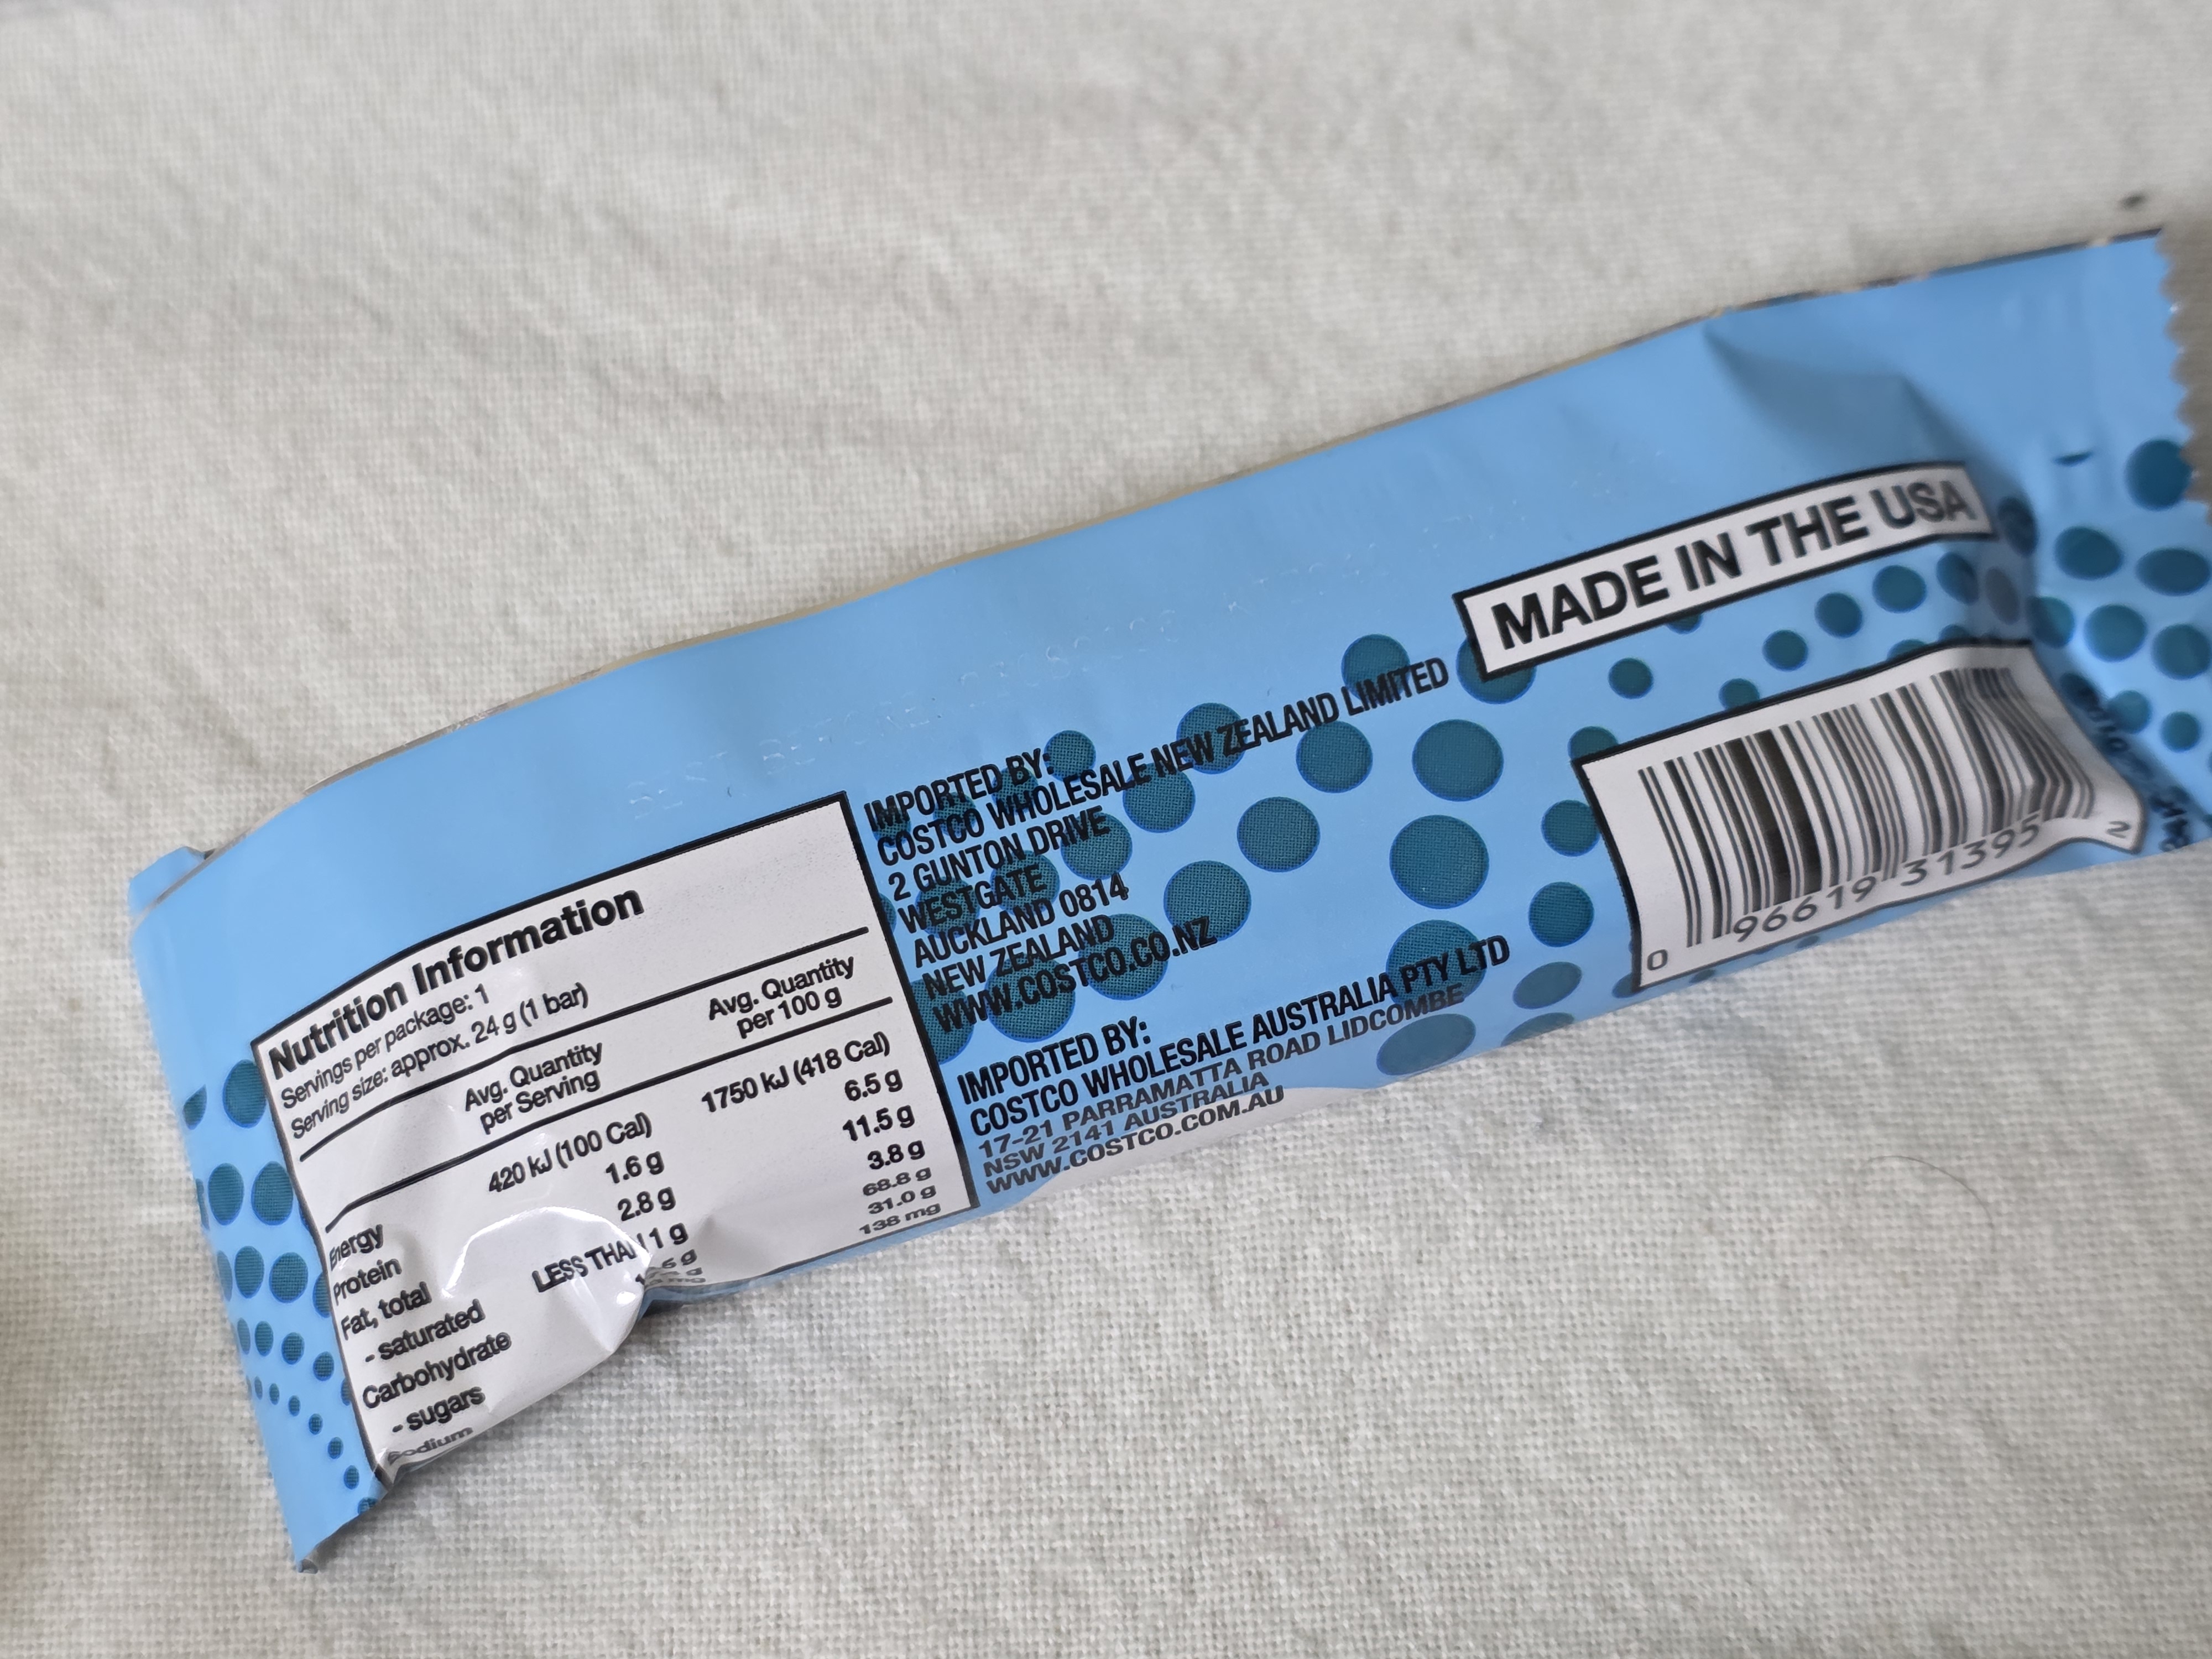 Nutrition Information
Servings per package: 1
Serving size: approx. 24 g (1 bar)
Avg. Quantity per Serving Avg. Quantity per 100 g
Energy 420 kJ (100 Cal) 1750 kJ (418 Cal)
Protein 1.6 g 6.5 g
Fat, total 2.8 g 11.5 g
- saturated LESS THAN 1 g 3.8 g
Carbohydrate 68.8 g
- sugars 31.0 g
Sodium 138 mg
BEST BEFORE
IMPORTED BY:
COSTCO WHOLESALE NEW ZEALAND LIMITED
2 GUNTON DRIVE
WESTGATE
AUCKLAND 0814
NEW ZEALAND
WWW.COSTCO.CO.NZ
IMPORTED BY:
COSTCO WHOLESALE AUSTRALIA PTY LTD
17-21 PARRAMATTA ROAD LIDCOMBE
NSW 2141 AUSTRALIA
WWW.COSTCO.COM.AU
MADE IN THE USA
0 96619 31395 2